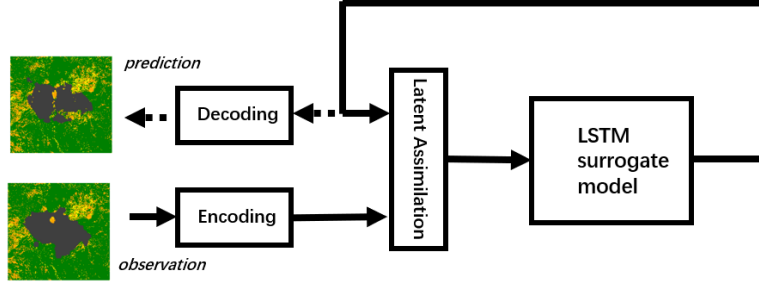 prediction
Decoding
Latent Assimilation
LSTM
surrogate
model
Encoding
observation